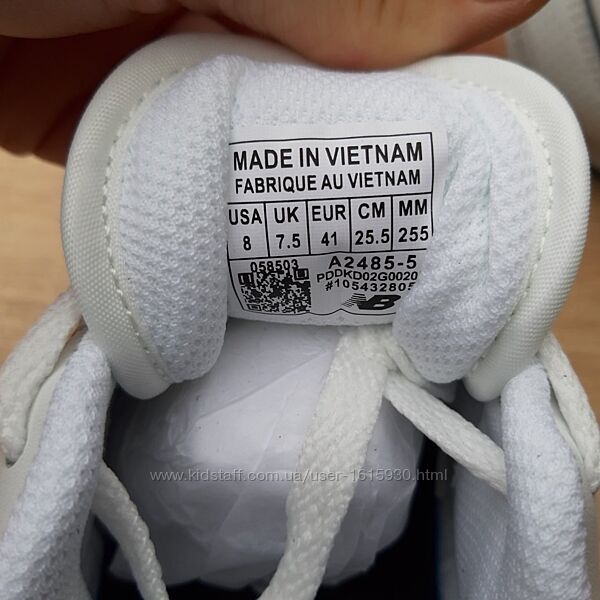 MADE IN VIETNAM
FABRIQUE AU VIETNAM
USA UK EUR CM MM
8 7.5 41 25.5 255
058503 A2485-5
PDDKD02G0020
#105432805
NB
www.kidstaff.com.ua/user-1615930.html